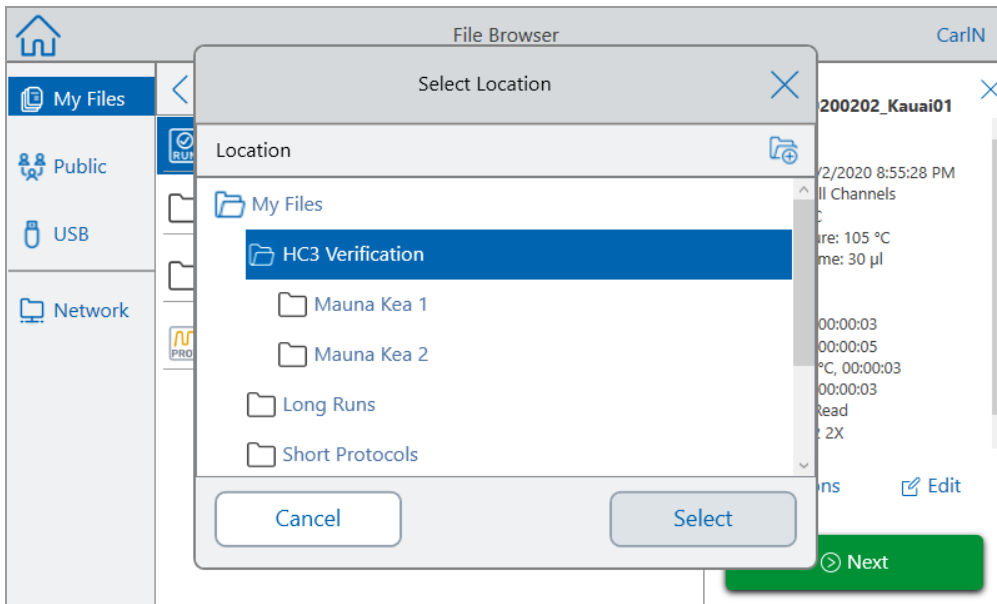 File Browser
CarlN
My Files
Public
USB
Network
RUN
PRO
Select Location
Location
My Files
HC3 Verification
Mauna Kea 1
Mauna Kea 2
Long Runs
Short Protocols
Cancel
Select
200202_Kauai01
/2/2020 8:55:28 PM
ll Channels
C
ure: 105 °C
me: 30 µl
00:00:03
00:00:05
°C, 00:00:03
00:00:03
Read
2X
ns
Edit
Next